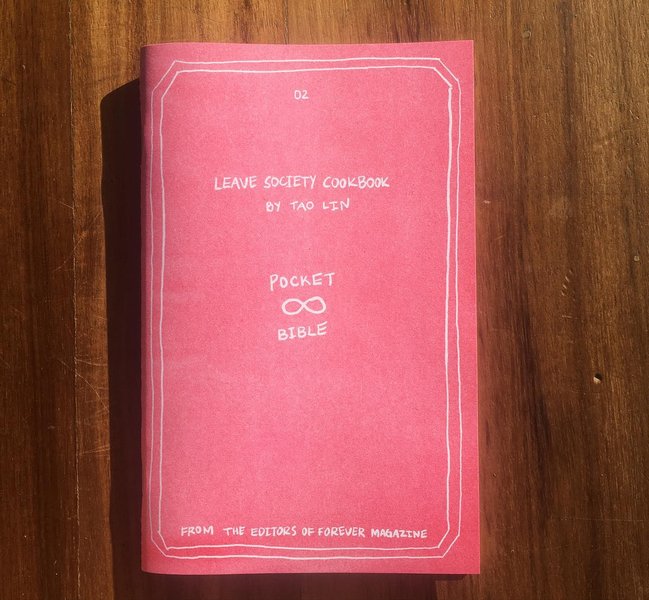 02
LEAVE SOCIETY COOKBOOK
BY TAO LIN
POCKET
∞
BIBLE
FROM THE EDITORS OF FOREVER MAGAZINE